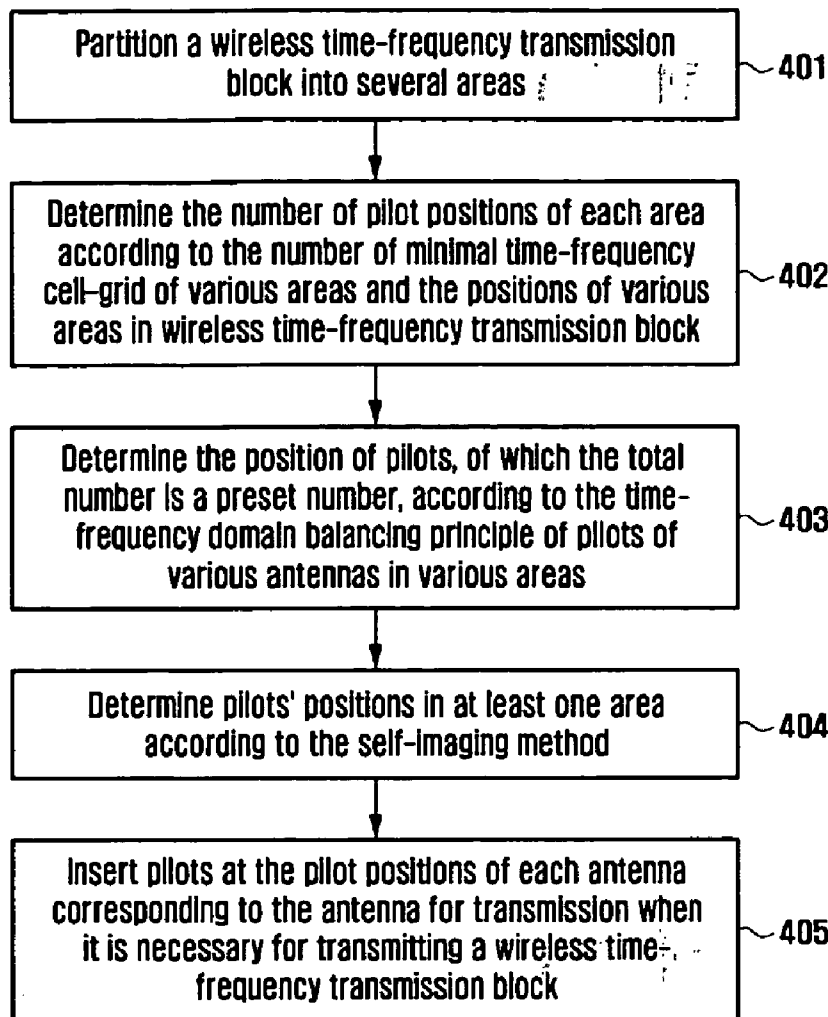 Partition a wireless time-frequency transmission
block into several areas
401
Determine the number of pilot positions of each area
according to the number of minimal time-frequency
cell-grid of various areas and the positions of various
areas in wireless time-frequency transmission block
402
Determine the position of pilots, of which the total
number is a preset number, according to the time-
frequency domain balancing principle of pilots of
various antennas in various areas
403
Determine pilots' positions in at least one area
according to the self-imaging method
404
Insert pilots at the pilot positions of each antenna
corresponding to the antenna for transmission when
it is necessary for transmitting a wireless time-
frequency transmission block
405